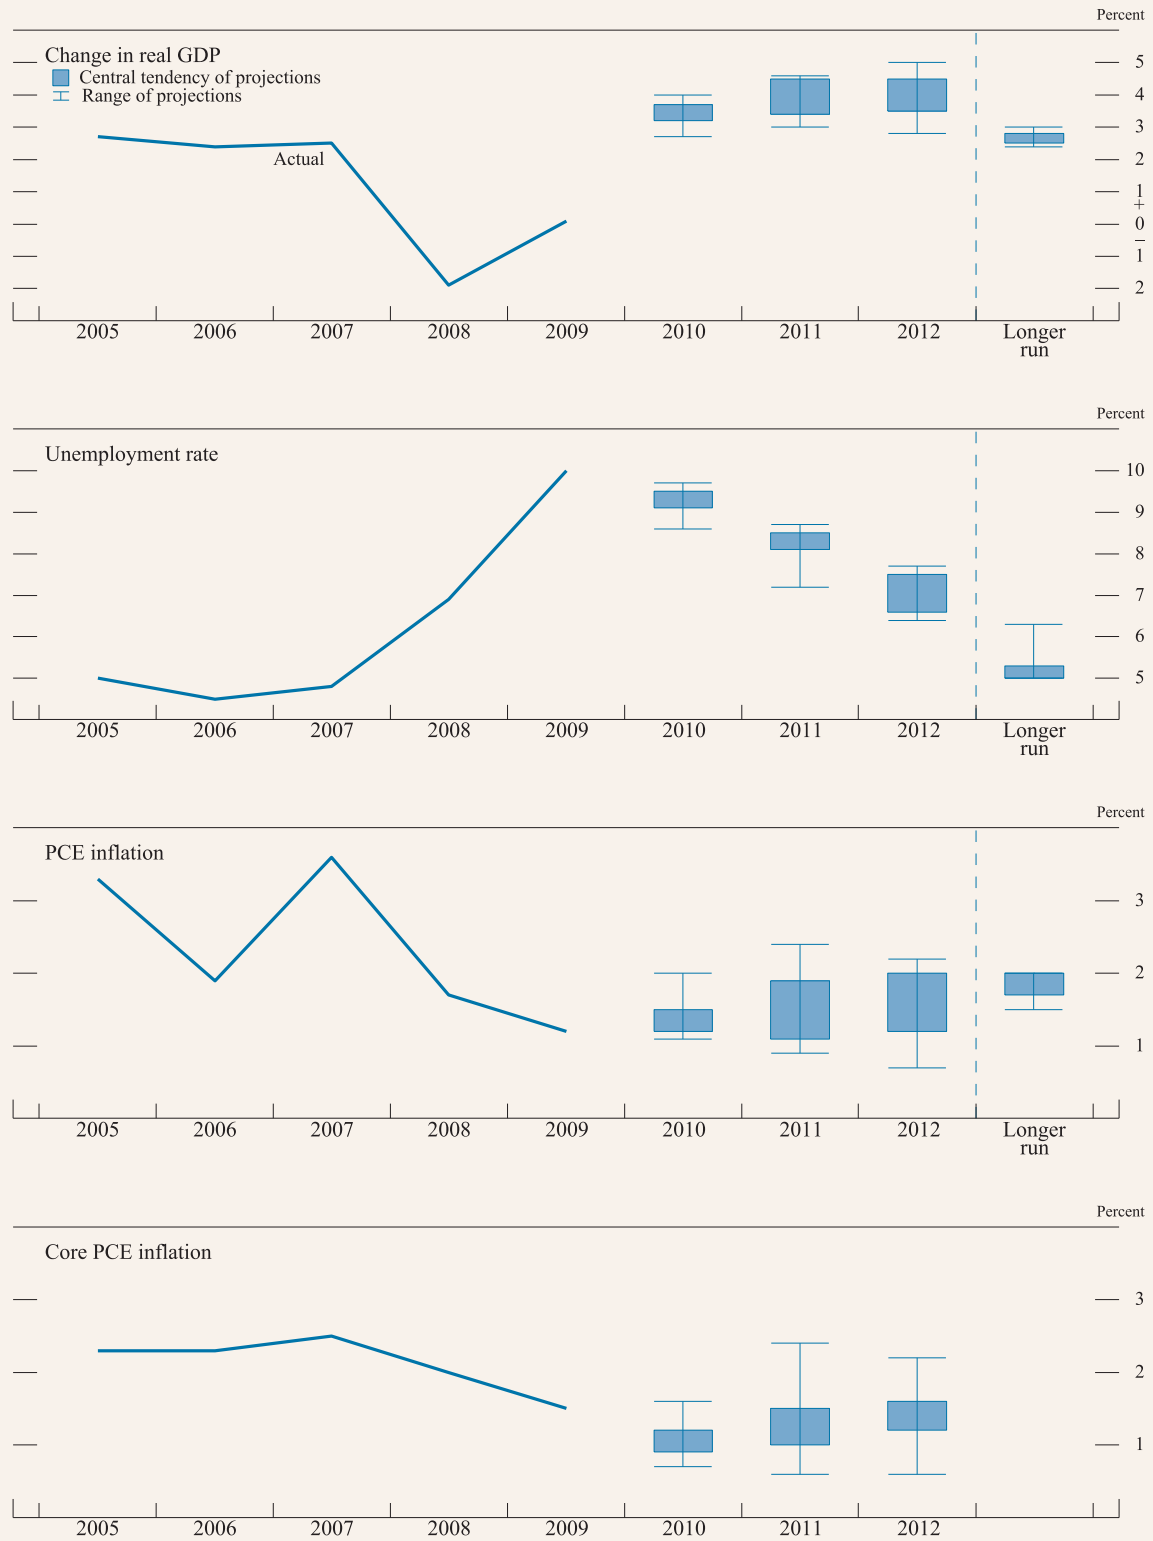 Percent
Change in real GDP
Central tendency of projections
Range of projections
Actual
5
4
3
2
1
+
0
–
1
2
2005 2006 2007 2008 2009 2010 2011 2012 Longer
run
Percent
Unemployment rate
10
9
8
7
6
5
2005 2006 2007 2008 2009 2010 2011 2012 Longer
run
Percent
PCE inflation
3
2
1
2005 2006 2007 2008 2009 2010 2011 2012 Longer
run
Percent
Core PCE inflation
3
2
1
2005 2006 2007 2008 2009 2010 2011 2012